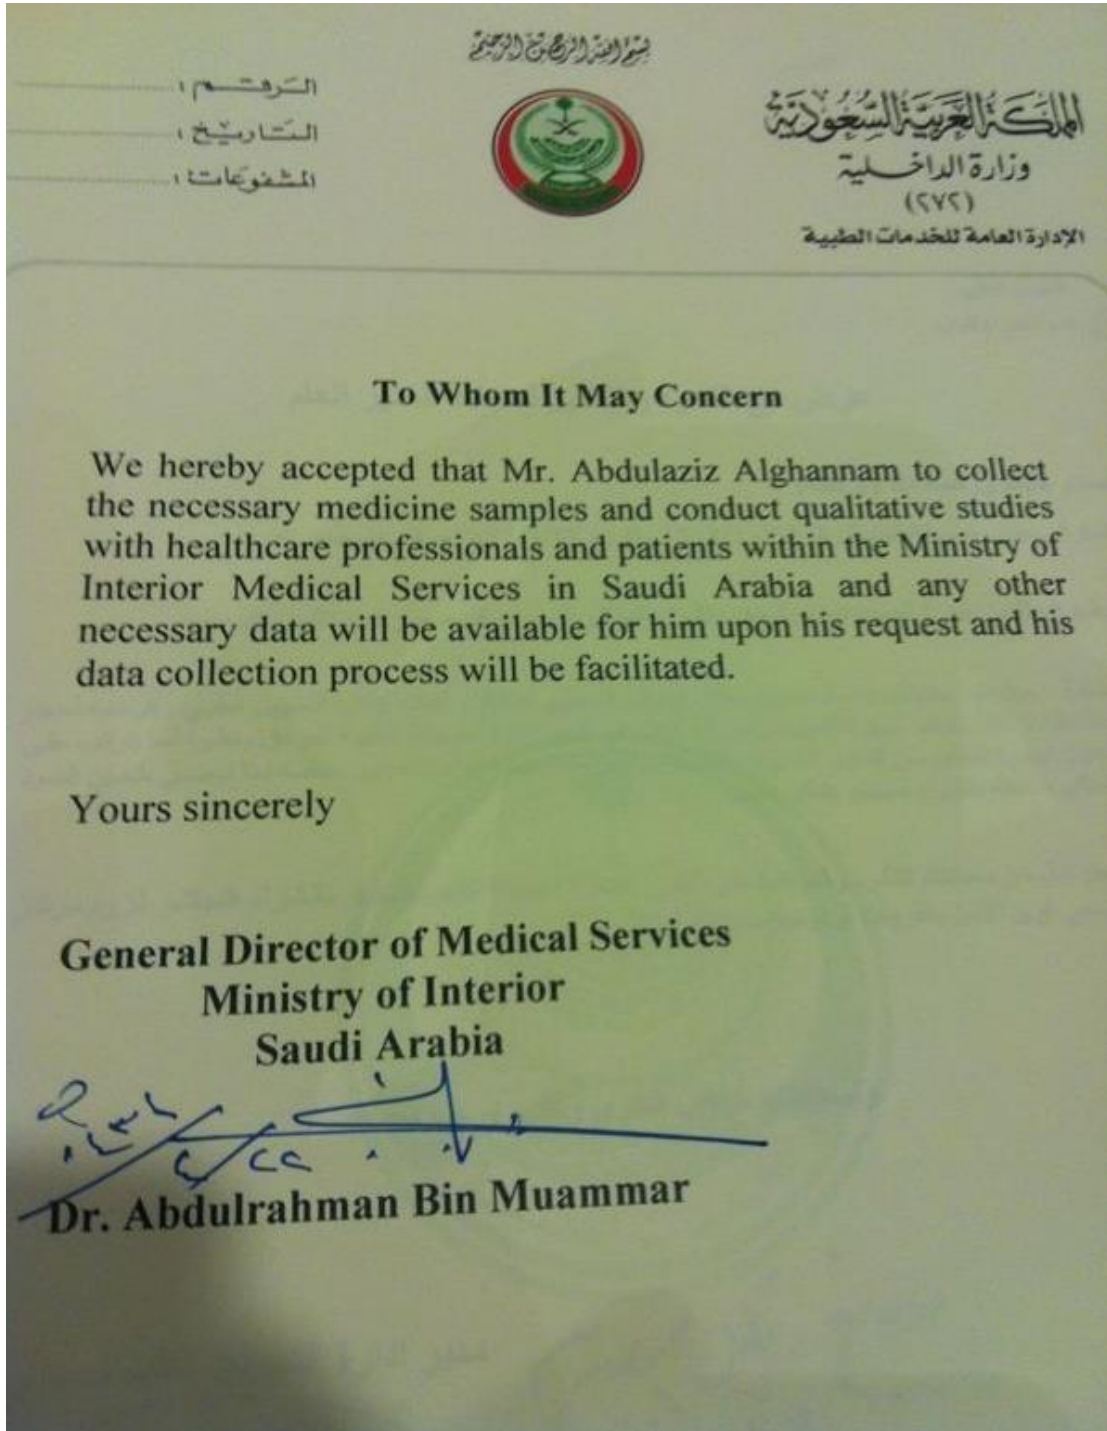 بسم الله الرحمن الرحيم
المملكة العربية السعودية
وزارة الداخلية
(٢٧٢)
الإدارة العامة للخدمات الطبية
الرقم :
التاريخ :
المشفوعات :
To Whom It May Concern
We hereby accepted that Mr. Abdulaziz Alghannam to collect
the necessary medicine samples and conduct qualitative studies
with healthcare professionals and patients within the Ministry of
Interior Medical Services in Saudi Arabia and any other
necessary data will be available for him upon his request and his
data collection process will be facilitated.
Yours sincerely
General Director of Medical Services
Ministry of Interior
Saudi Arabia
Dr. Abdulrahman Bin Muammar